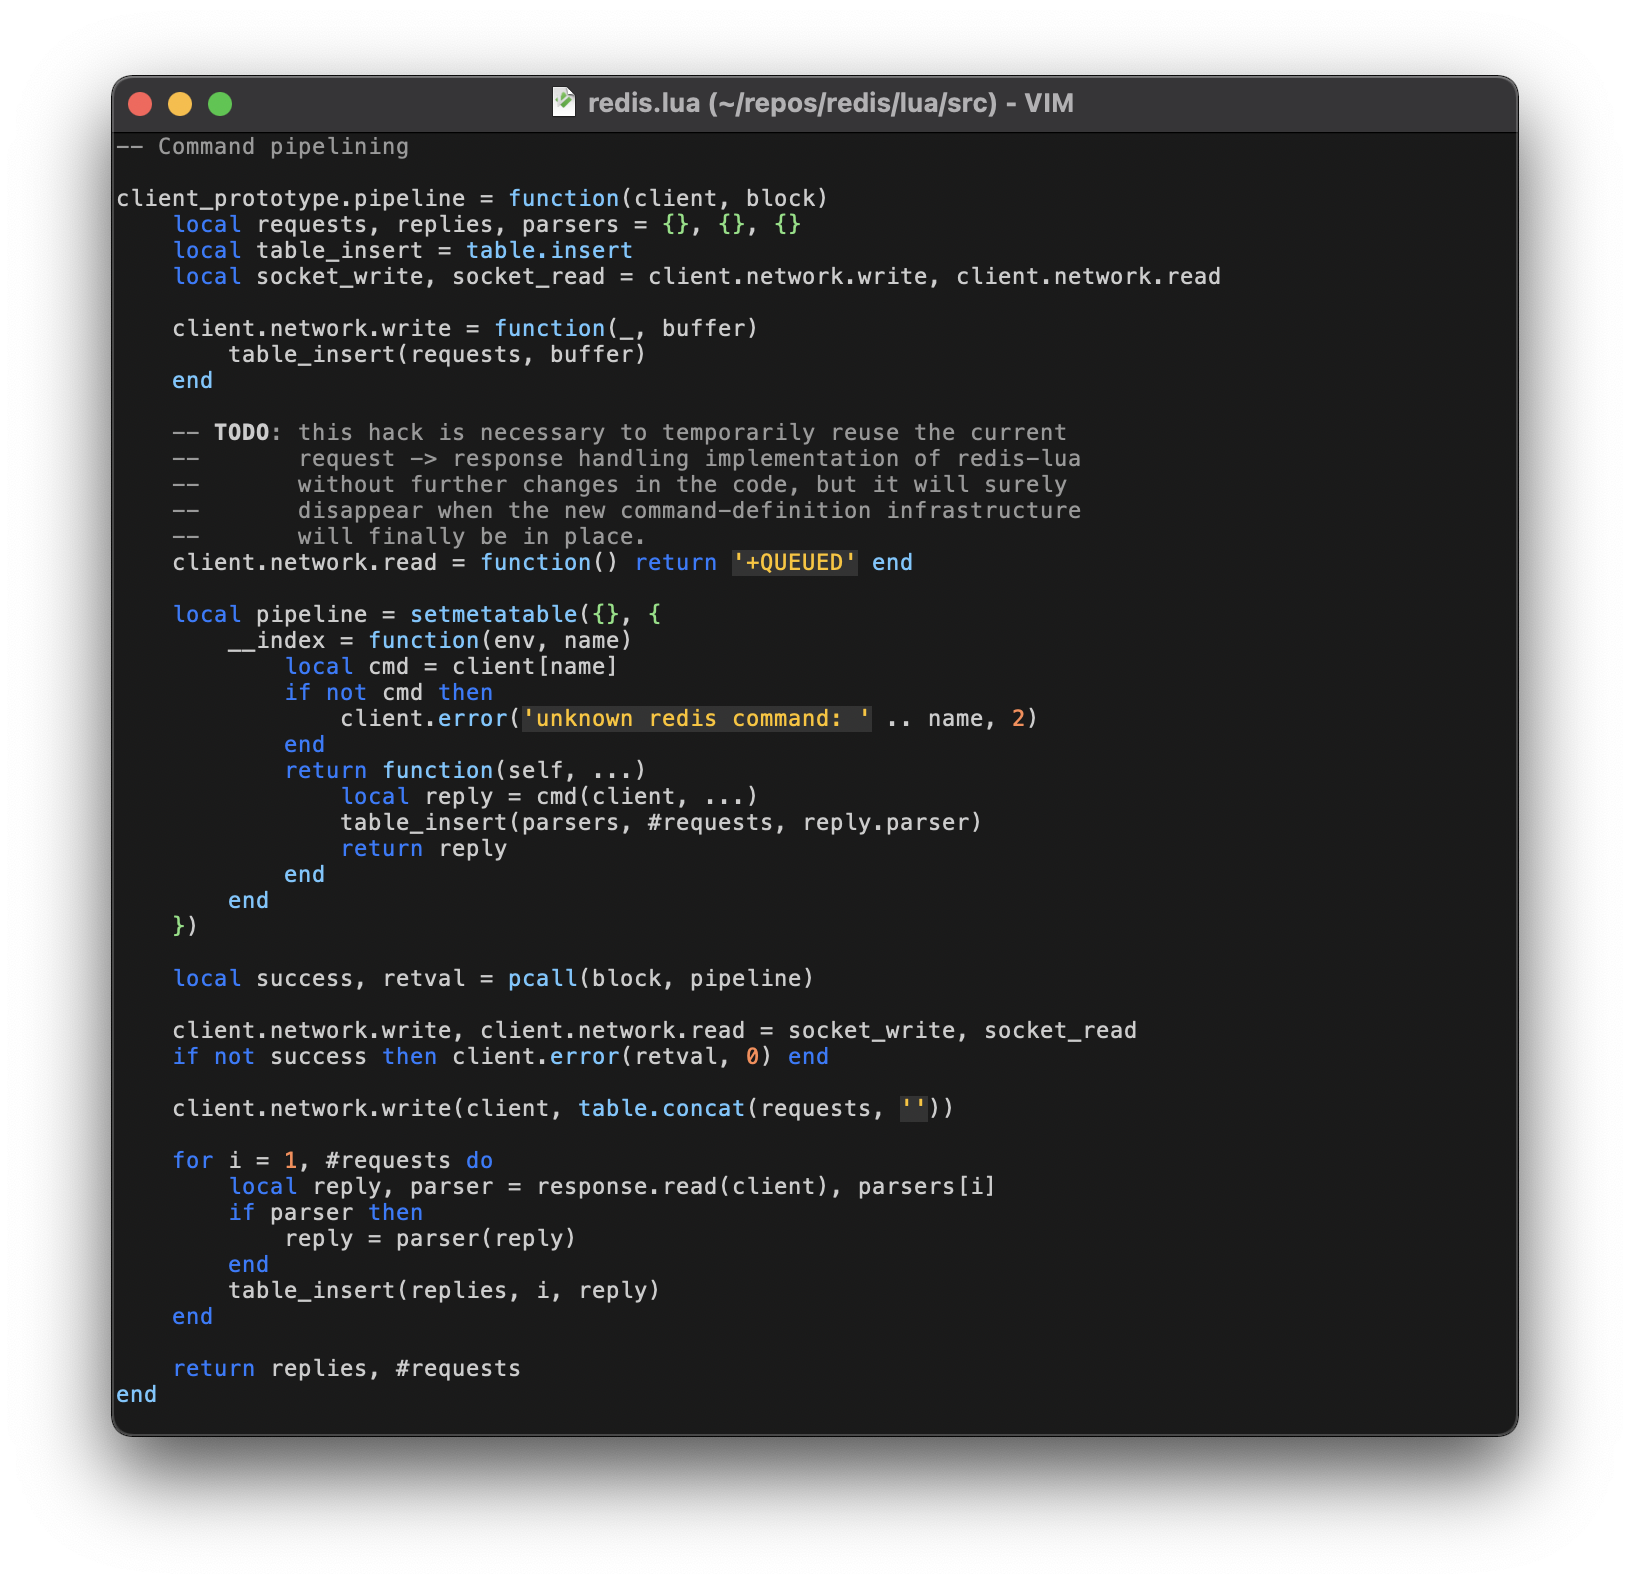 redis.lua (~/repos/redis/lua/src) - VIM
-- Command pipelining

client_prototype.pipeline = function(client, block)
    local requests, replies, parsers = {}, {}, {}
    local table_insert = table.insert
    local socket_write, socket_read = client.network.write, client.network.read

    client.network.write = function(_, buffer)
        table_insert(requests, buffer)
    end

    -- TODO: this hack is necessary to temporarily reuse the current
    --       request -> response handling implementation of redis-lua
    --       without further changes in the code, but it will surely
    --       disappear when the new command-definition infrastructure
    --       will finally be in place.
    client.network.read = function() return '+QUEUED' end

    local pipeline = setmetatable({}, {
        __index = function(env, name)
            local cmd = client[name]
            if not cmd then
                client.error('unknown redis command: ' .. name, 2)
            end
            return function(self, ...)
                local reply = cmd(client, ...)
                table_insert(parsers, #requests, reply.parser)
                return reply
            end
        end
    })

    local success, retval = pcall(block, pipeline)

    client.network.write, client.network.read = socket_write, socket_read
    if not success then client.error(retval, 0) end

    client.network.write(client, table.concat(requests, ''))

    for i = 1, #requests do
        local reply, parser = response.read(client), parsers[i]
        if parser then
            reply = parser(reply)
        end
        table_insert(replies, i, reply)
    end

    return replies, #requests
end